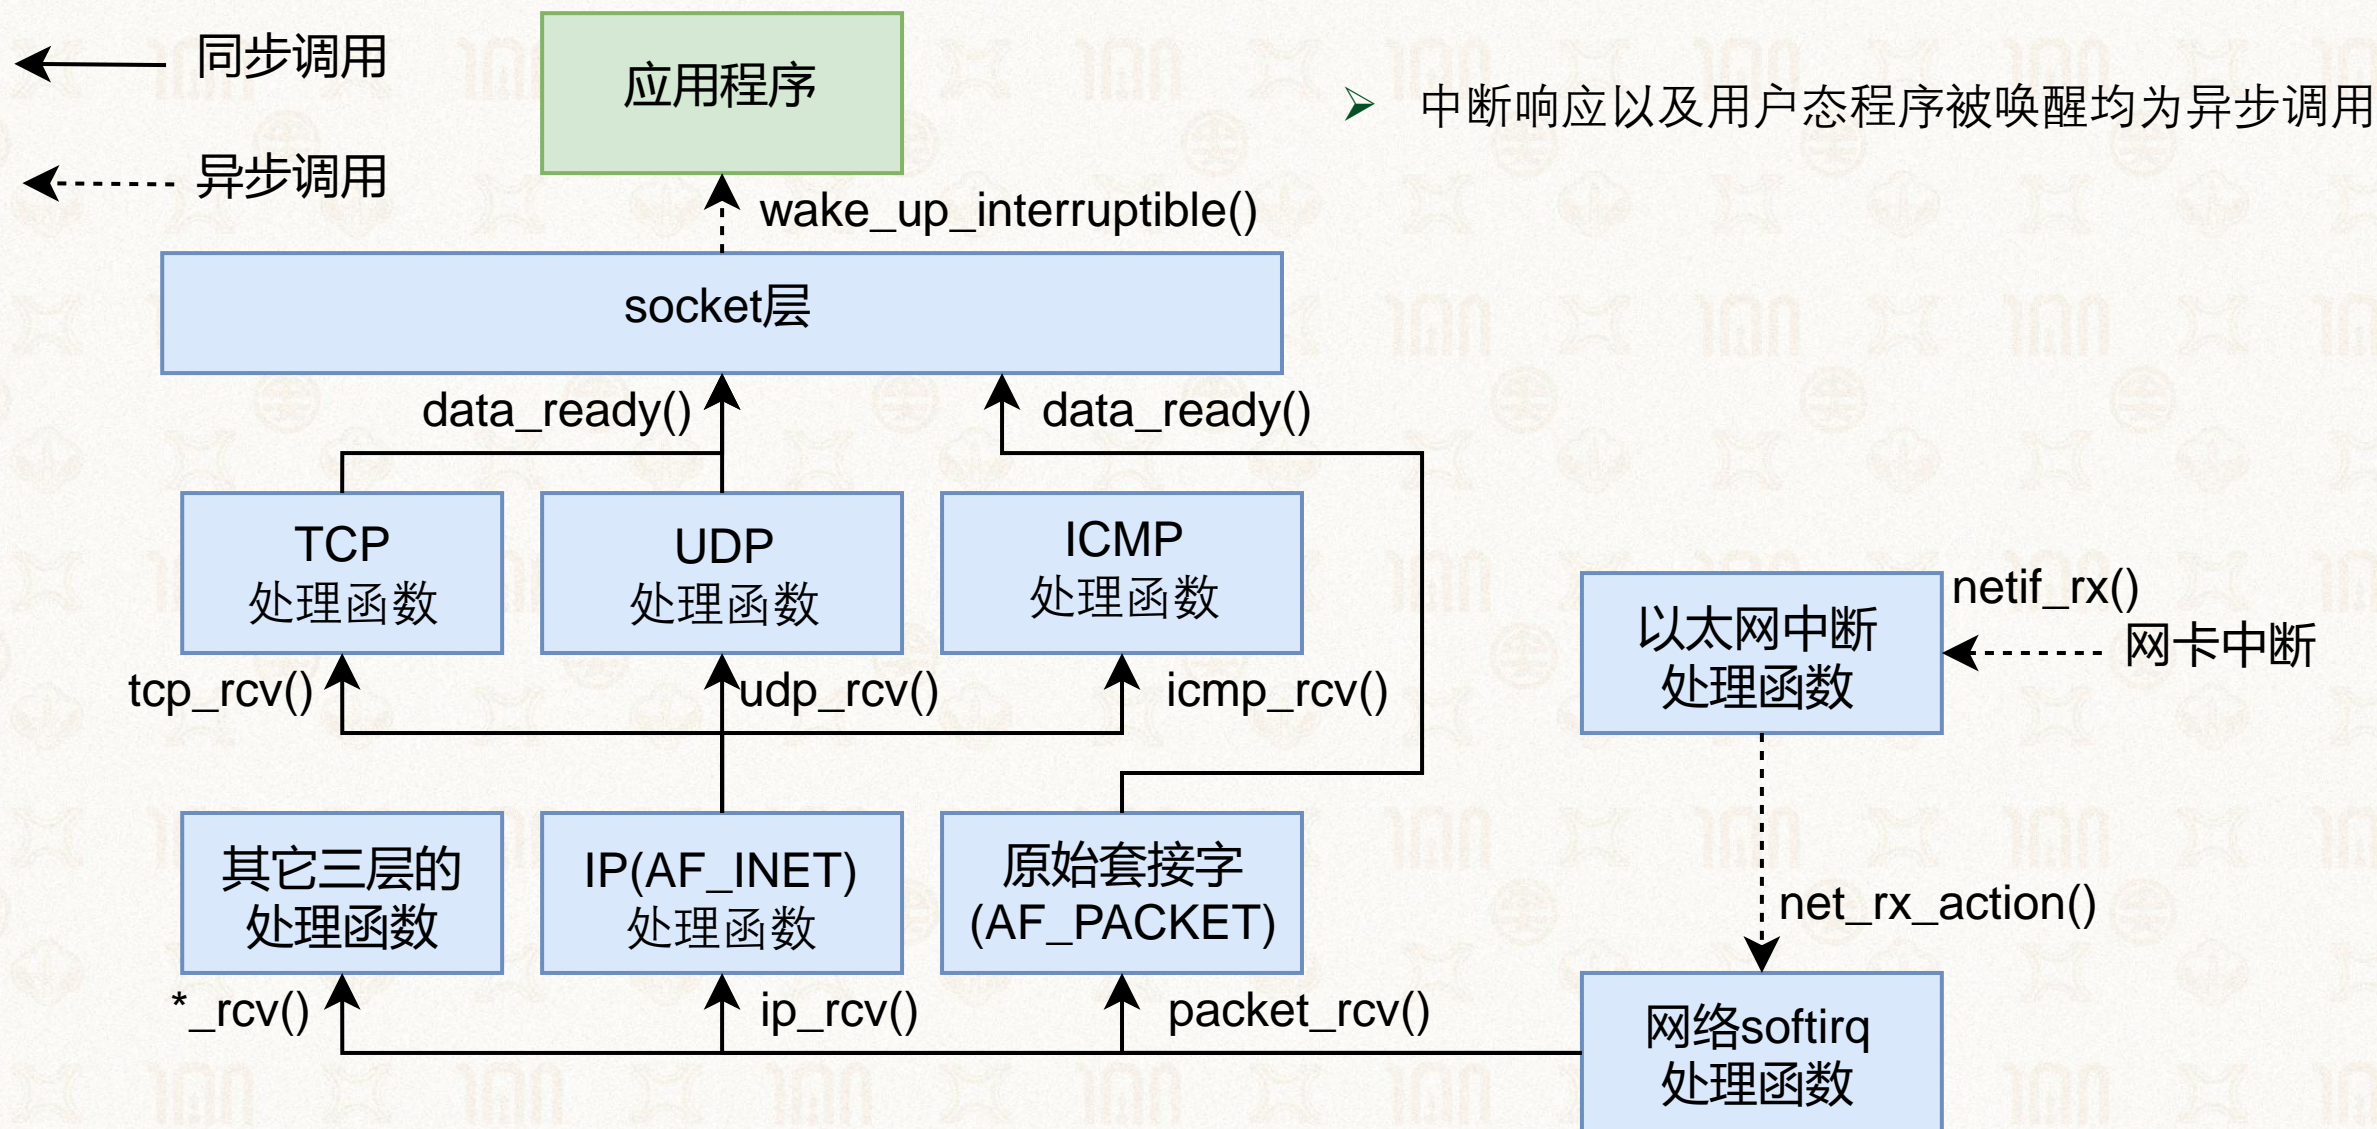 同步调用
应用程序
中断响应以及用户态程序被唤醒均为异步调用
异步调用
wake_up_interruptible()
socket层
data_ready()
data_ready()
TCP
处理函数
UDP
处理函数
ICMP
处理函数
netif_rx()
以太网中断
处理函数
网卡中断
tcp_rcv()
udp_rcv()
icmp_rcv()
其它三层的
处理函数
IP(AF_INET)
处理函数
原始套接字
(AF_PACKET)
net_rx_action()
*_rcv()
ip_rcv()
packet_rcv()
网络softirq
处理函数